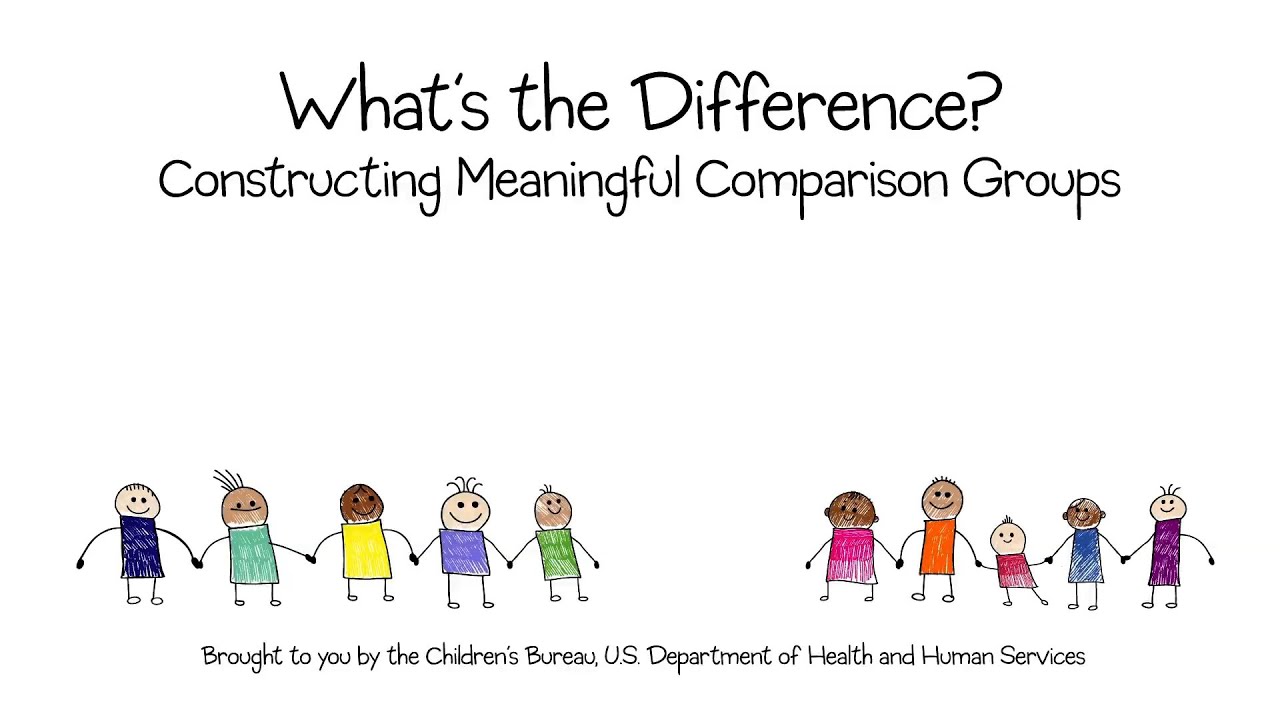 What's the Difference?
Constructing Meaningful Comparison Groups
Brought to you by the Children's Bureau, U.S. Department of Health and Human Services